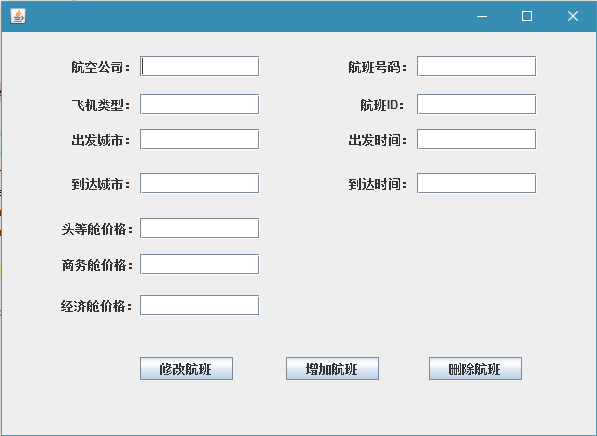 航空公司： 航班号码：
飞机类型： 航班ID：
出发城市： 出发时间：
到达城市： 到达时间：
头等舱价格：
商务舱价格：
经济舱价格：
修改航班 增加航班 删除航班